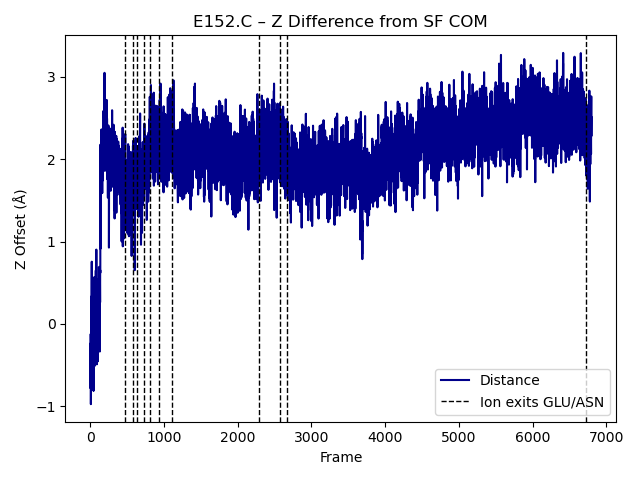 E152.C – Z Difference from SF COM
Z Offset (Å)
3
2
1
0
−1
Distance
Ion exits GLU/ASN
0 1000 2000 3000 4000 5000 6000 7000
Frame